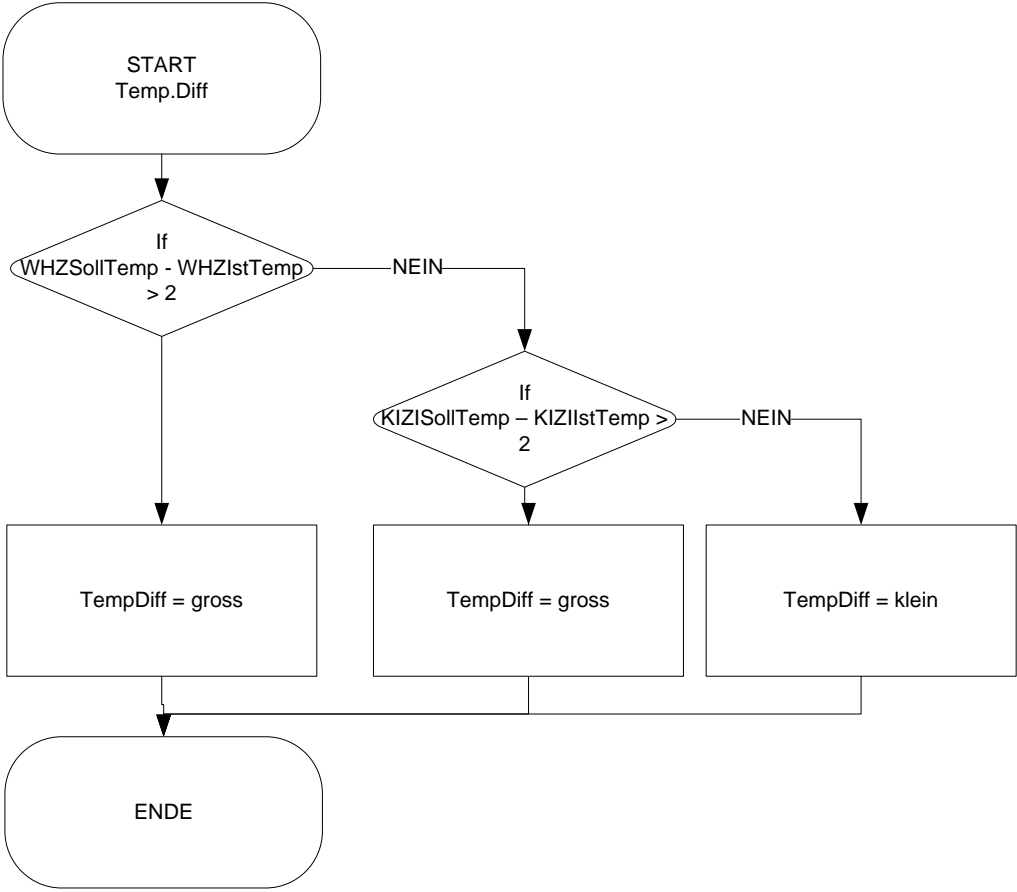 START
Temp.Diff
If
WHZSollTemp - WHZIstTemp
> 2
NEIN
If
KIZISollTemp – KIZIIstTemp >
2
NEIN
TempDiff = gross
TempDiff = gross
TempDiff = klein
ENDE